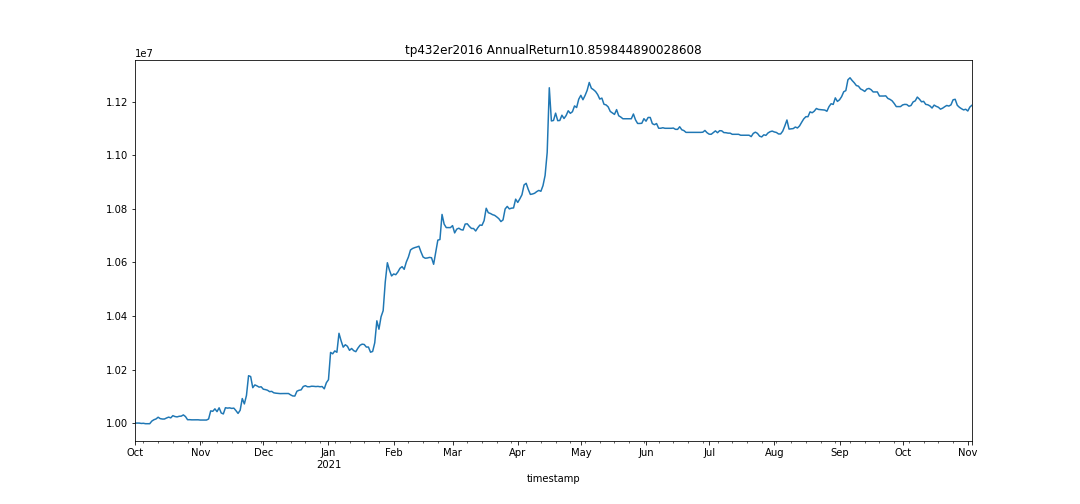 tp432er2016 AnnualReturn10.859844890028608
1e7
1.12
1.10
1.08
1.06
1.04
1.02
1.00
Oct Nov Dec Jan Feb Mar Apr May Jun Jul Aug Sep Oct Nov
2021
timestamp